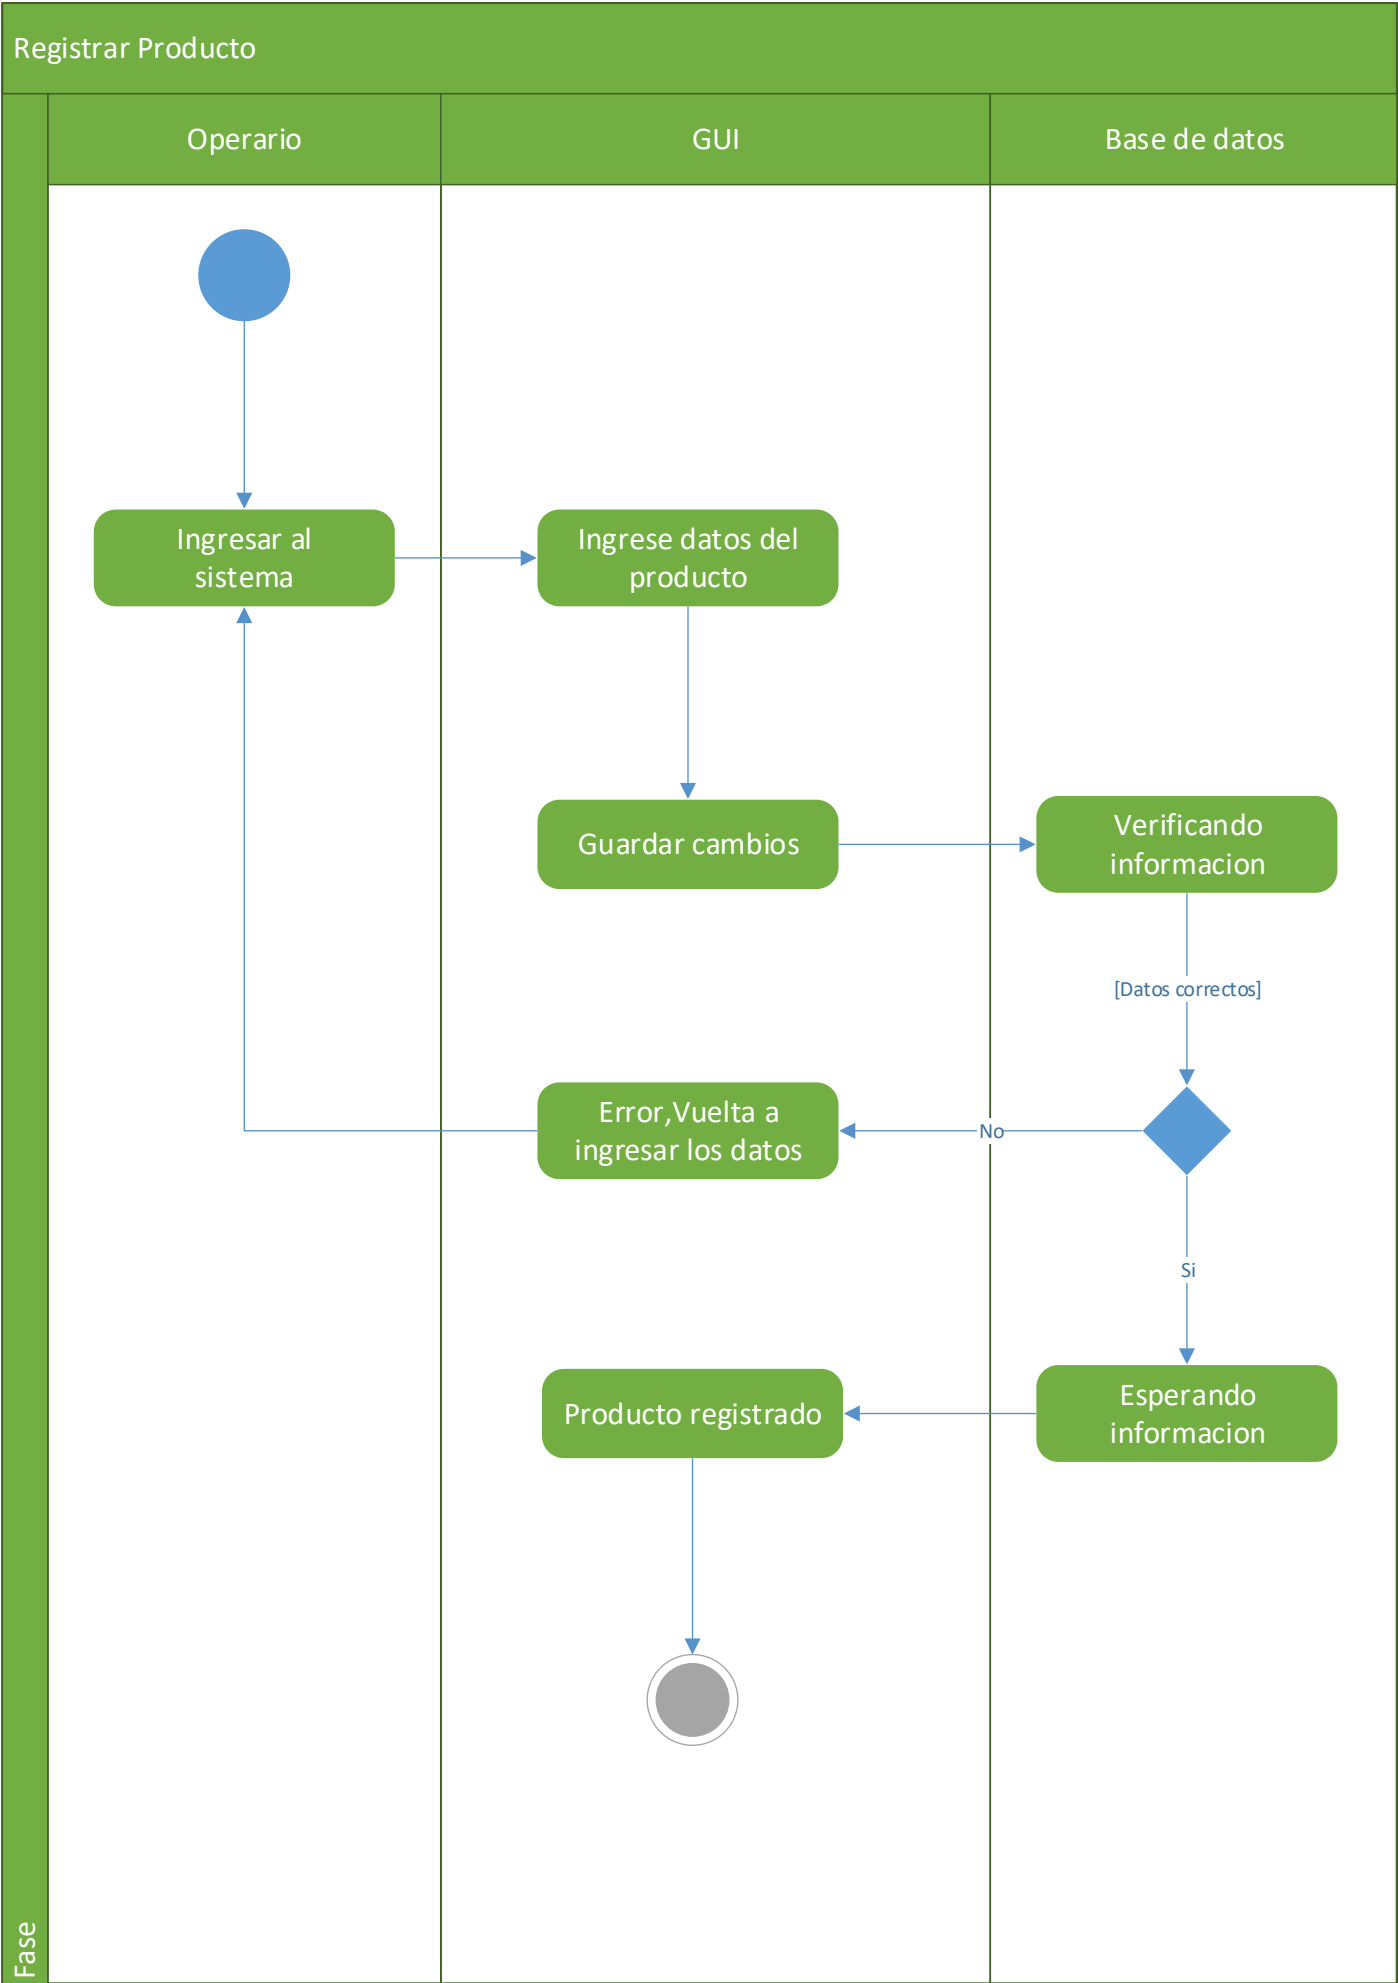 Registrar Producto
Operario
GUI
Base de datos
Ingresar al
sistema
Ingrese datos del
producto
Guardar cambios
Verificando
informacion
[Datos correctos]
Error,Vuelta a
ingresar los datos
No
Si
Producto registrado
Esperando
informacion
Fase